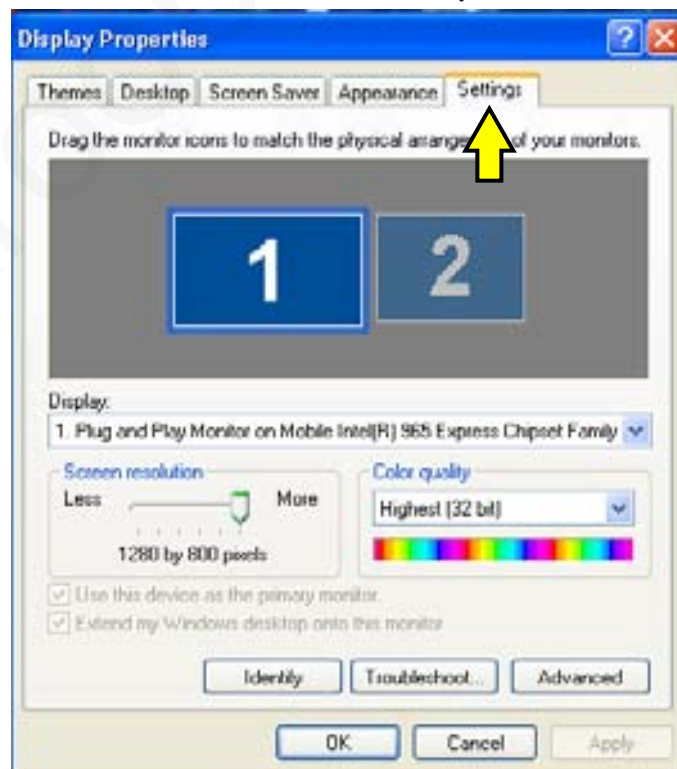 Display Properties
Themes Desktop Screen Saver Appearance Settings
Drag the monitor icons to match the physical arrange of your monitors.
1 2
Display:
1. Plug and Play Monitor on Mobile Intel(R) 965 Express Chipset Family
Screen resolution Color quality
Less More Highest (32 bit)
1280 by 800 pixels
Use this device as the primary monitor.
Extend my Windows desktop onto this monitor
Identify Troubleshoot... Advanced
OK Cancel Apply